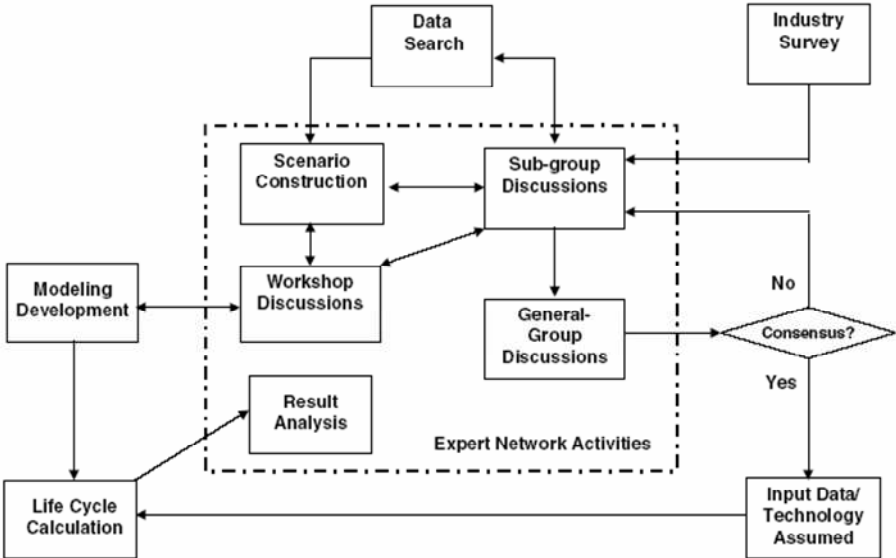 Data
Search
Industry
Survey
Scenario
Construction
Sub-group
Discussions
Modeling
Development
Workshop
Discussions
General-
Group
Discussions
No
Consensus?
Yes
Result
Analysis
Expert Network Activities
Life Cycle
Calculation
Input Data/
Technology
Assumed